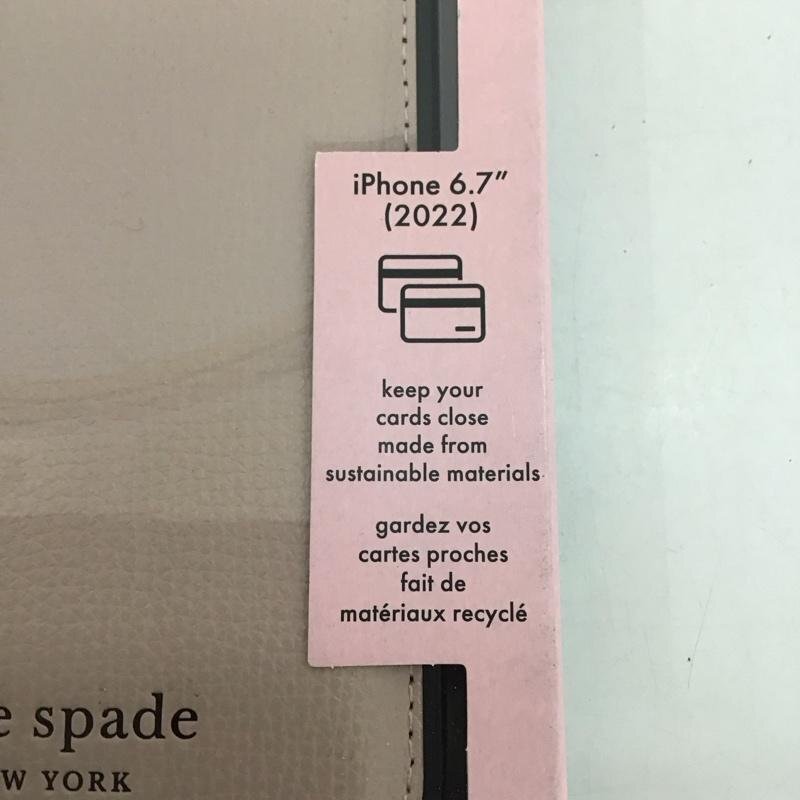 iPhone 6.7”
(2022)
keep your
cards close
made from
sustainable materials
gardez vos
cartes proches
fait de
matériaux recyclé
e spade
W YORK